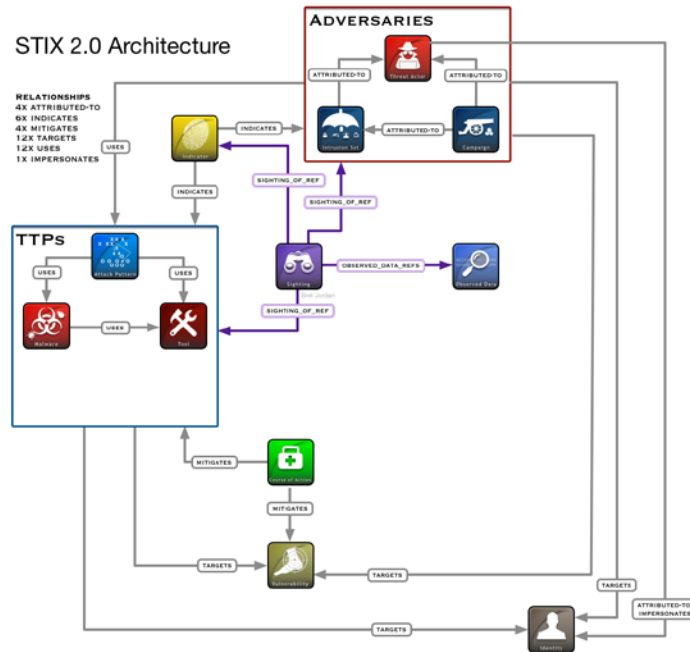 STIX 2.0 Architecture
ADVERSARIES
Threat Actor
ATTRIBUTED-TO
ATTRIBUTED-TO
RELATIONSHIPS
4X ATTRIBUTED-TO
6X INDICATES
4X MITIGATES
12X TARGETS
12X USES
1X IMPERSONATES
INDICATES
ATTRIBUTED-TO
USES
Indicator
Intrusion Set
Campaign
SIGHTING_OF_REF
INDICATES
SIGHTING_OF_REF
TTPs
Attack Pattern
USES
USES
OBSERVED_DATA_REFS
Sighting
Observed Data
Bret Jordan
SIGHTING_OF_REF
USES
Malware
Tool
MITIGATES
Course of Action
MITIGATES
TARGETS
TARGETS
Vulnerability
TARGETS
ATTRIBUTED-TO
IMPERSONATES
TARGETS
Identity